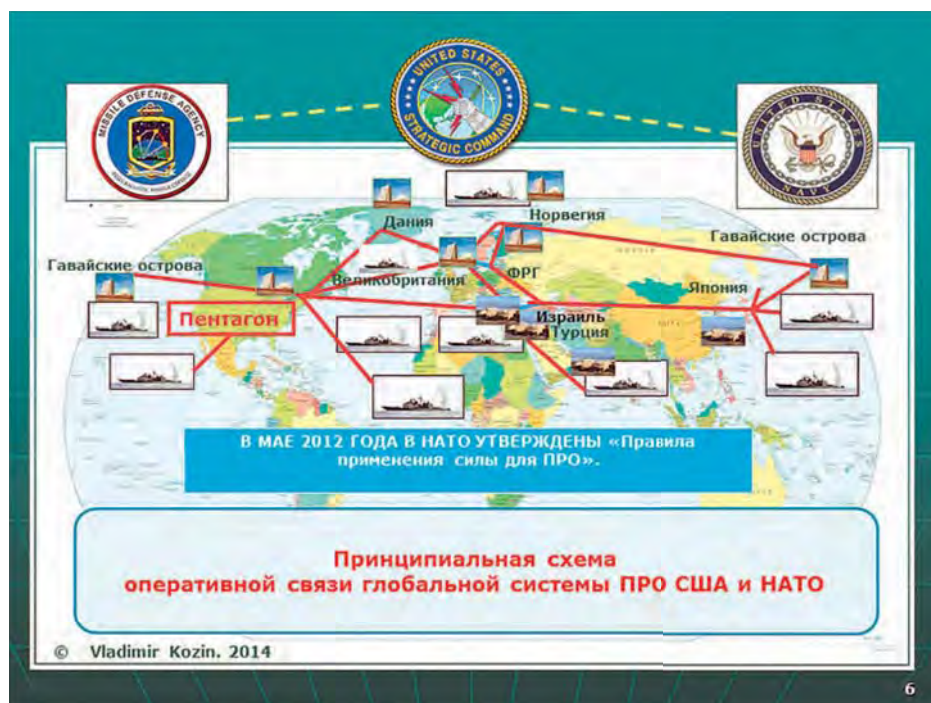 UNITED STATES
STRATEGIC COMMAND
MISSILE DEFENSE AGENCY
UNITED STATES
NAVY
Дания
Норвегия
Гавайские острова
Гавайские острова
Великобритания
ФРГ
Япония
Пентагон
Израиль
Турция
В МАЕ 2012 ГОДА В НАТО УТВЕРЖДЕНЫ «Правила
применения силы для ПРО».
Принципиальная схема
оперативной связи глобальной системы ПРО США и НАТО
© Vladimir Kozin. 2014
6